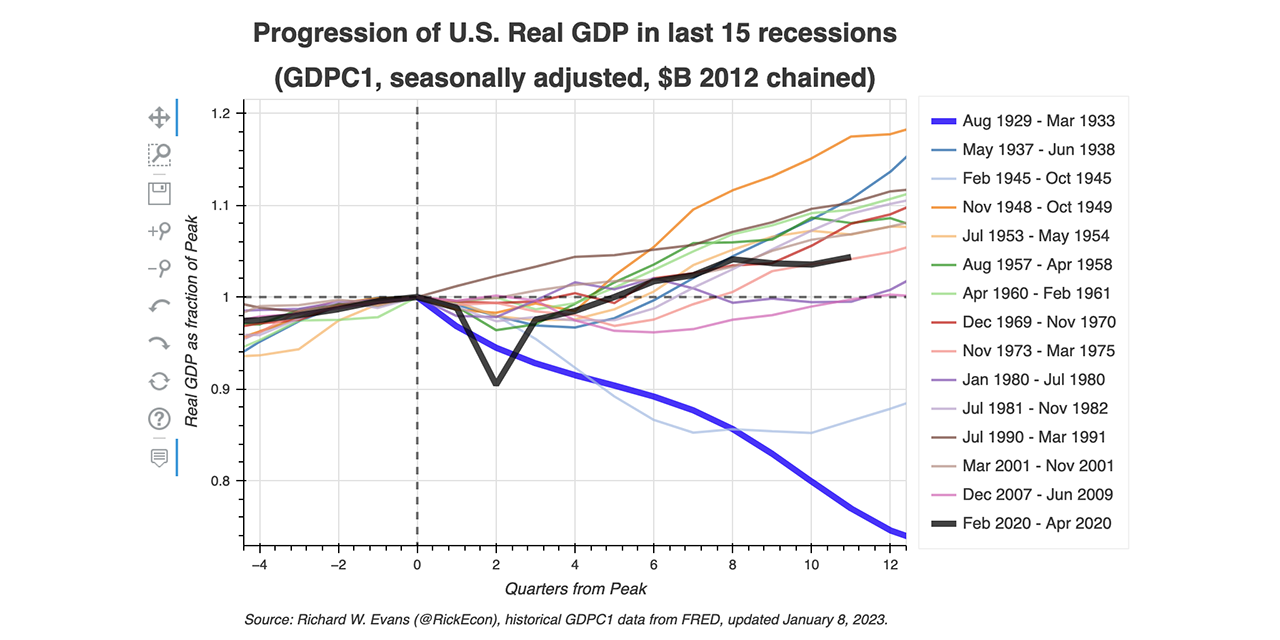 Progression of U.S. Real GDP in last 15 recessions
(GDPC1, seasonally adjusted, $B 2012 chained)
1.2
1.1
1
0.9
0.8
Real GDP as fraction of Peak
−4
−2
0
2
4
6
8
10
12
Quarters from Peak
Aug 1929 - Mar 1933
May 1937 - Jun 1938
Feb 1945 - Oct 1945
Nov 1948 - Oct 1949
Jul 1953 - May 1954
Aug 1957 - Apr 1958
Apr 1960 - Feb 1961
Dec 1969 - Nov 1970
Nov 1973 - Mar 1975
Jan 1980 - Jul 1980
Jul 1981 - Nov 1982
Jul 1990 - Mar 1991
Mar 2001 - Nov 2001
Dec 2007 - Jun 2009
Feb 2020 - Apr 2020
Source: Richard W. Evans (@RickEcon), historical GDPC1 data from FRED, updated January 8, 2023.